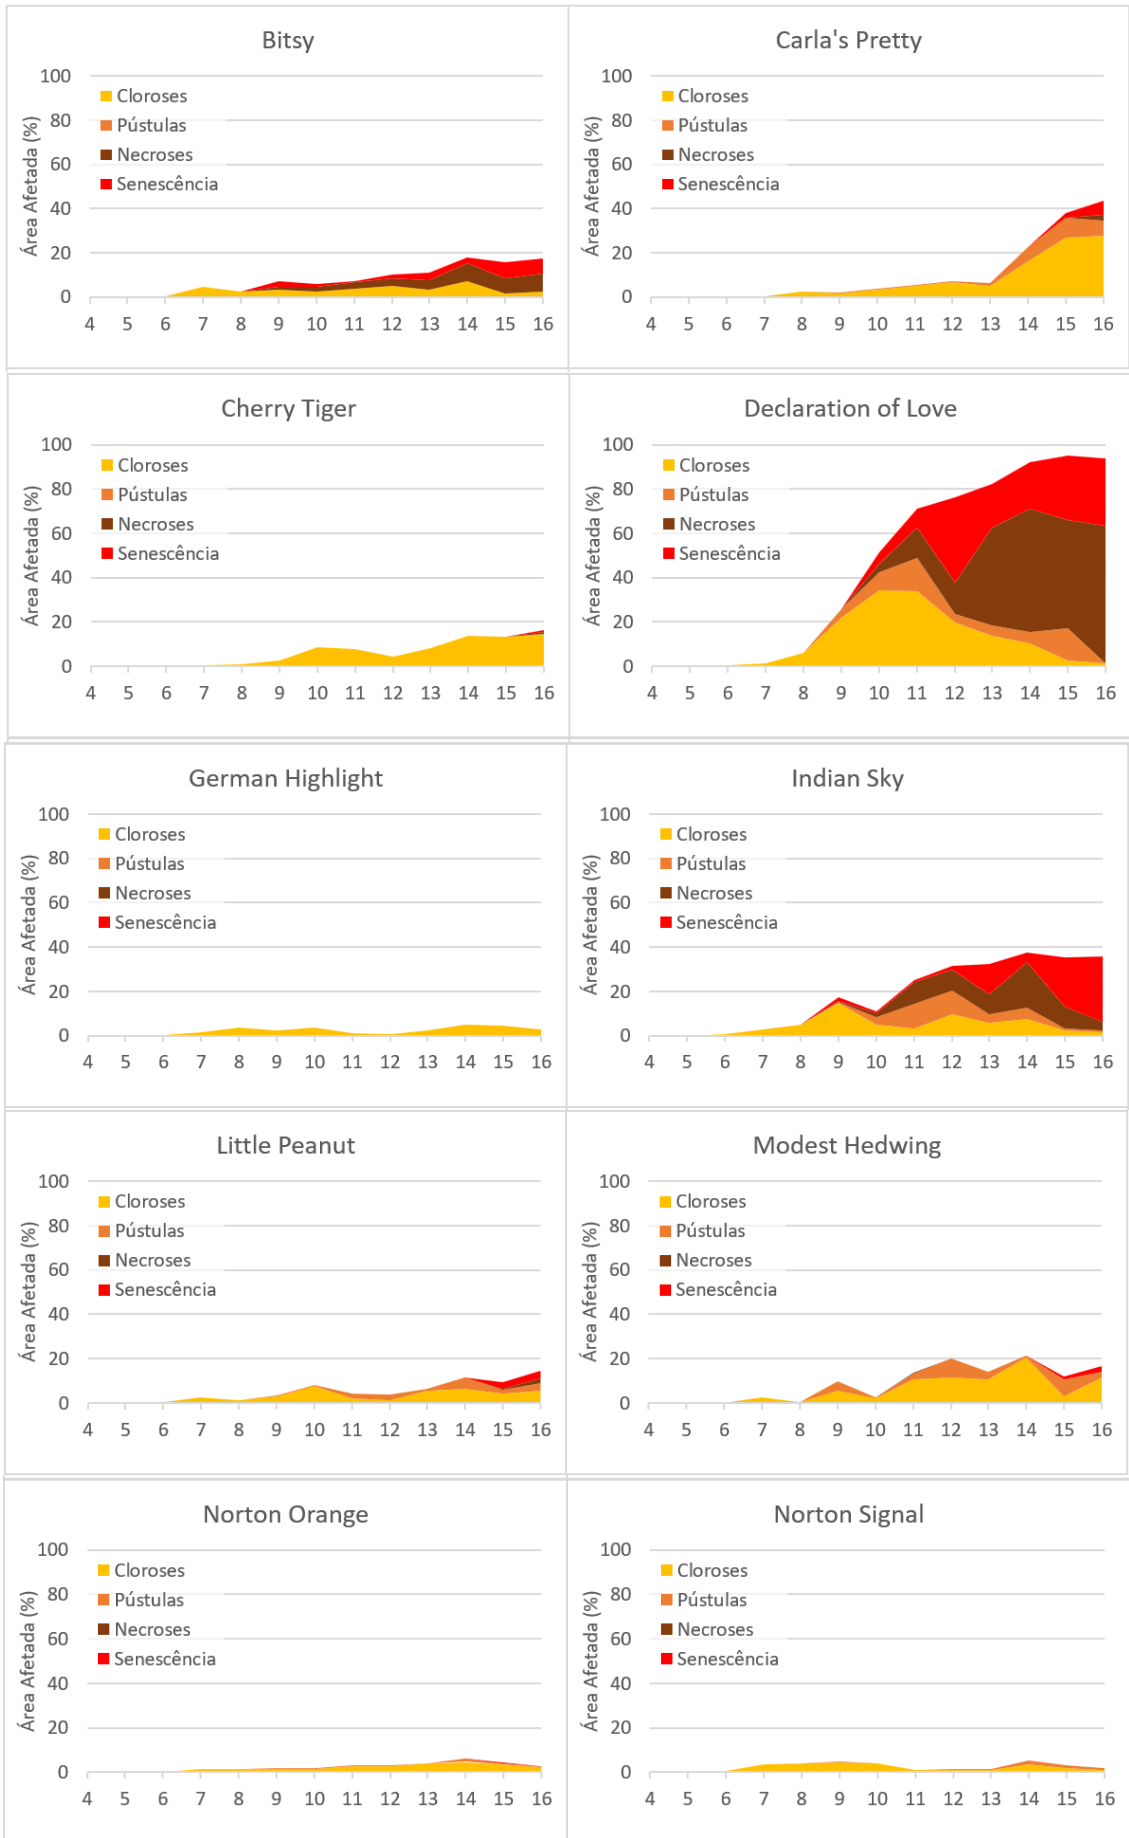 Bitsy
Área Afetada (%)
100
80
60
40
20
0
Cloroses
Pústulas
Necroses
Senescência
4 5 6 7 8 9 10 11 12 13 14 15 16
Carla's Pretty
Área Afetada (%)
100
80
60
40
20
0
Cloroses
Pústulas
Necroses
Senescência
4 5 6 7 8 9 10 11 12 13 14 15 16
Cherry Tiger
Área Afetada (%)
100
80
60
40
20
0
Cloroses
Pústulas
Necroses
Senescência
4 5 6 7 8 9 10 11 12 13 14 15 16
Declaration of Love
Área Afetada (%)
100
80
60
40
20
0
Cloroses
Pústulas
Necroses
Senescência
4 5 6 7 8 9 10 11 12 13 14 15 16
German Highlight
Área Afetada (%)
100
80
60
40
20
0
Cloroses
Pústulas
Necroses
Senescência
4 5 6 7 8 9 10 11 12 13 14 15 16
Indian Sky
Área Afetada (%)
100
80
60
40
20
0
Cloroses
Pústulas
Necroses
Senescência
4 5 6 7 8 9 10 11 12 13 14 15 16
Little Peanut
Área Afetada (%)
100
80
60
40
20
0
Cloroses
Pústulas
Necroses
Senescência
4 5 6 7 8 9 10 11 12 13 14 15 16
Modest Hedwing
Área Afetada (%)
100
80
60
40
20
0
Cloroses
Pústulas
Necroses
Senescência
4 5 6 7 8 9 10 11 12 13 14 15 16
Norton Orange
Área Afetada (%)
100
80
60
40
20
0
Cloroses
Pústulas
Necroses
Senescência
4 5 6 7 8 9 10 11 12 13 14 15 16
Norton Signal
Área Afetada (%)
100
80
60
40
20
0
Cloroses
Pústulas
Necroses
Senescência
4 5 6 7 8 9 10 11 12 13 14 15 16